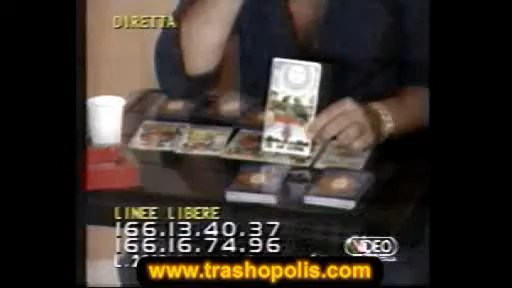 DIRETTA
LINEE LIBERE
166.13.40.37
166.16.74.96
VIDEO
www.trashopolis.com